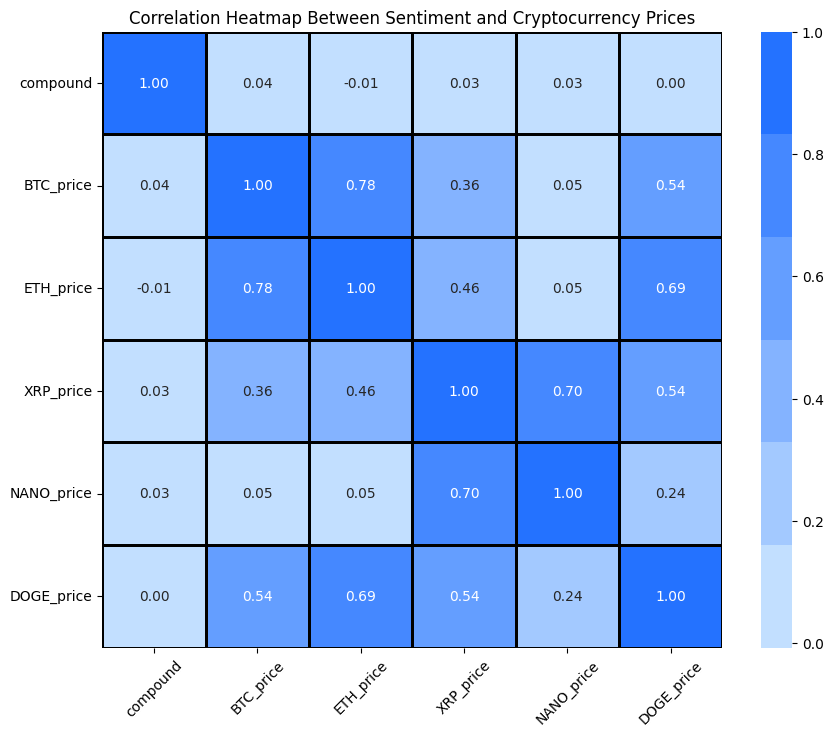 Correlation Heatmap Between Sentiment and Cryptocurrency Prices
compound 1.00 0.04 -0.01 0.03 0.03 0.00
BTC_price 0.04 1.00 0.78 0.36 0.05 0.54
ETH_price -0.01 0.78 1.00 0.46 0.05 0.69
XRP_price 0.03 0.36 0.46 1.00 0.70 0.54
NANO_price 0.03 0.05 0.05 0.70 1.00 0.24
DOGE_price 0.00 0.54 0.69 0.54 0.24 1.00
compound BTC_price ETH_price XRP_price NANO_price DOGE_price
1.0
0.8
0.6
0.4
0.2
0.0